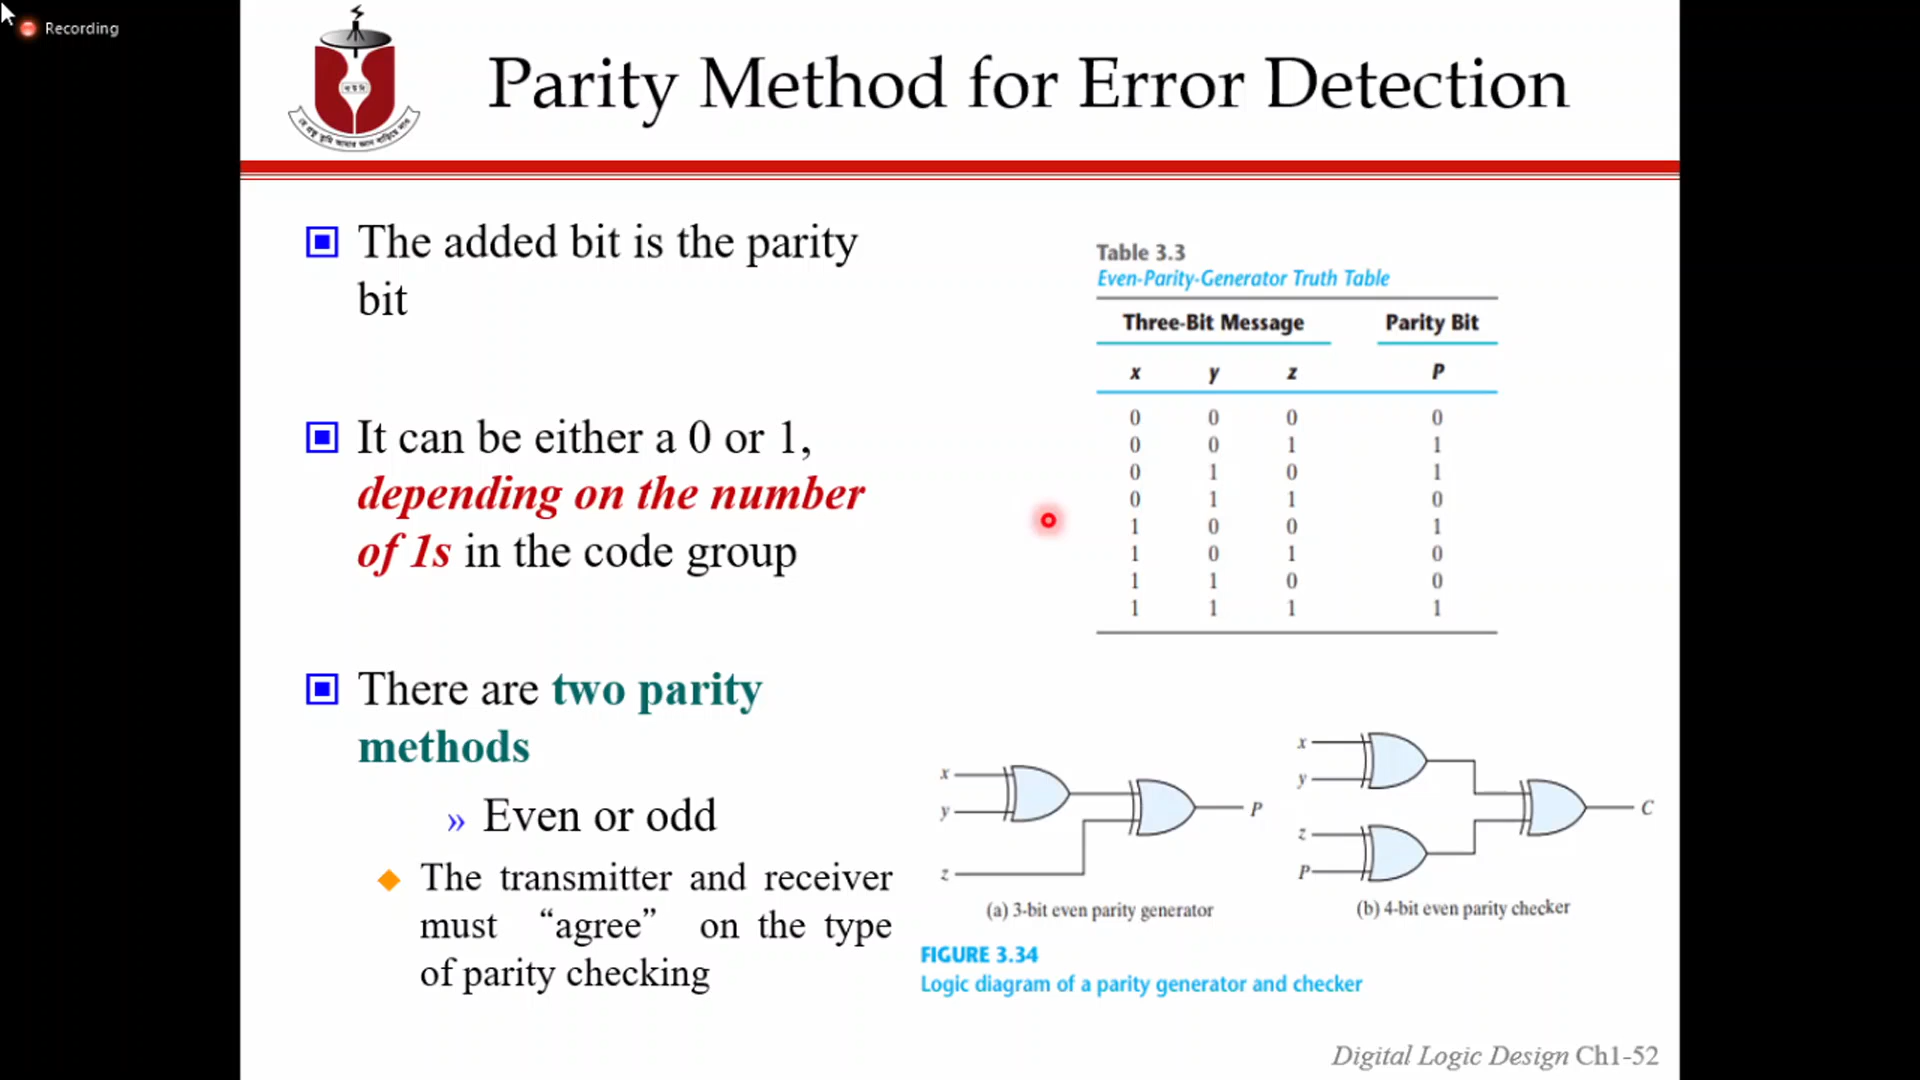 Recording
Parity Method for Error Detection
The added bit is the parity
bit
It can be either a 0 or 1,
depending on the number
of 1s in the code group
There are two parity
methods
» Even or odd
The transmitter and receiver
must “agree” on the type
of parity checking
Table 3.3
Even-Parity-Generator Truth Table
Three-Bit Message Parity Bit
x y z P
0 0 0 0
0 0 1 1
0 1 0 1
0 1 1 0
1 0 0 1
1 0 1 0
1 1 0 0
1 1 1 1
x
y
z
P
(a) 3-bit even parity generator
x
y
z
P
C
(b) 4-bit even parity checker
FIGURE 3.34
Logic diagram of a parity generator and checker
Digital Logic Design Ch1-52